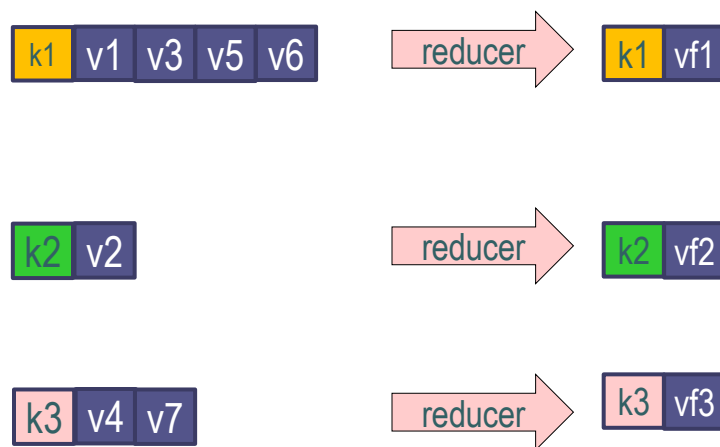 k1 v1 v3 v5 v6 reducer k1 vf1
k2 v2 reducer k2 vf2
k3 v4 v7 reducer k3 vf3